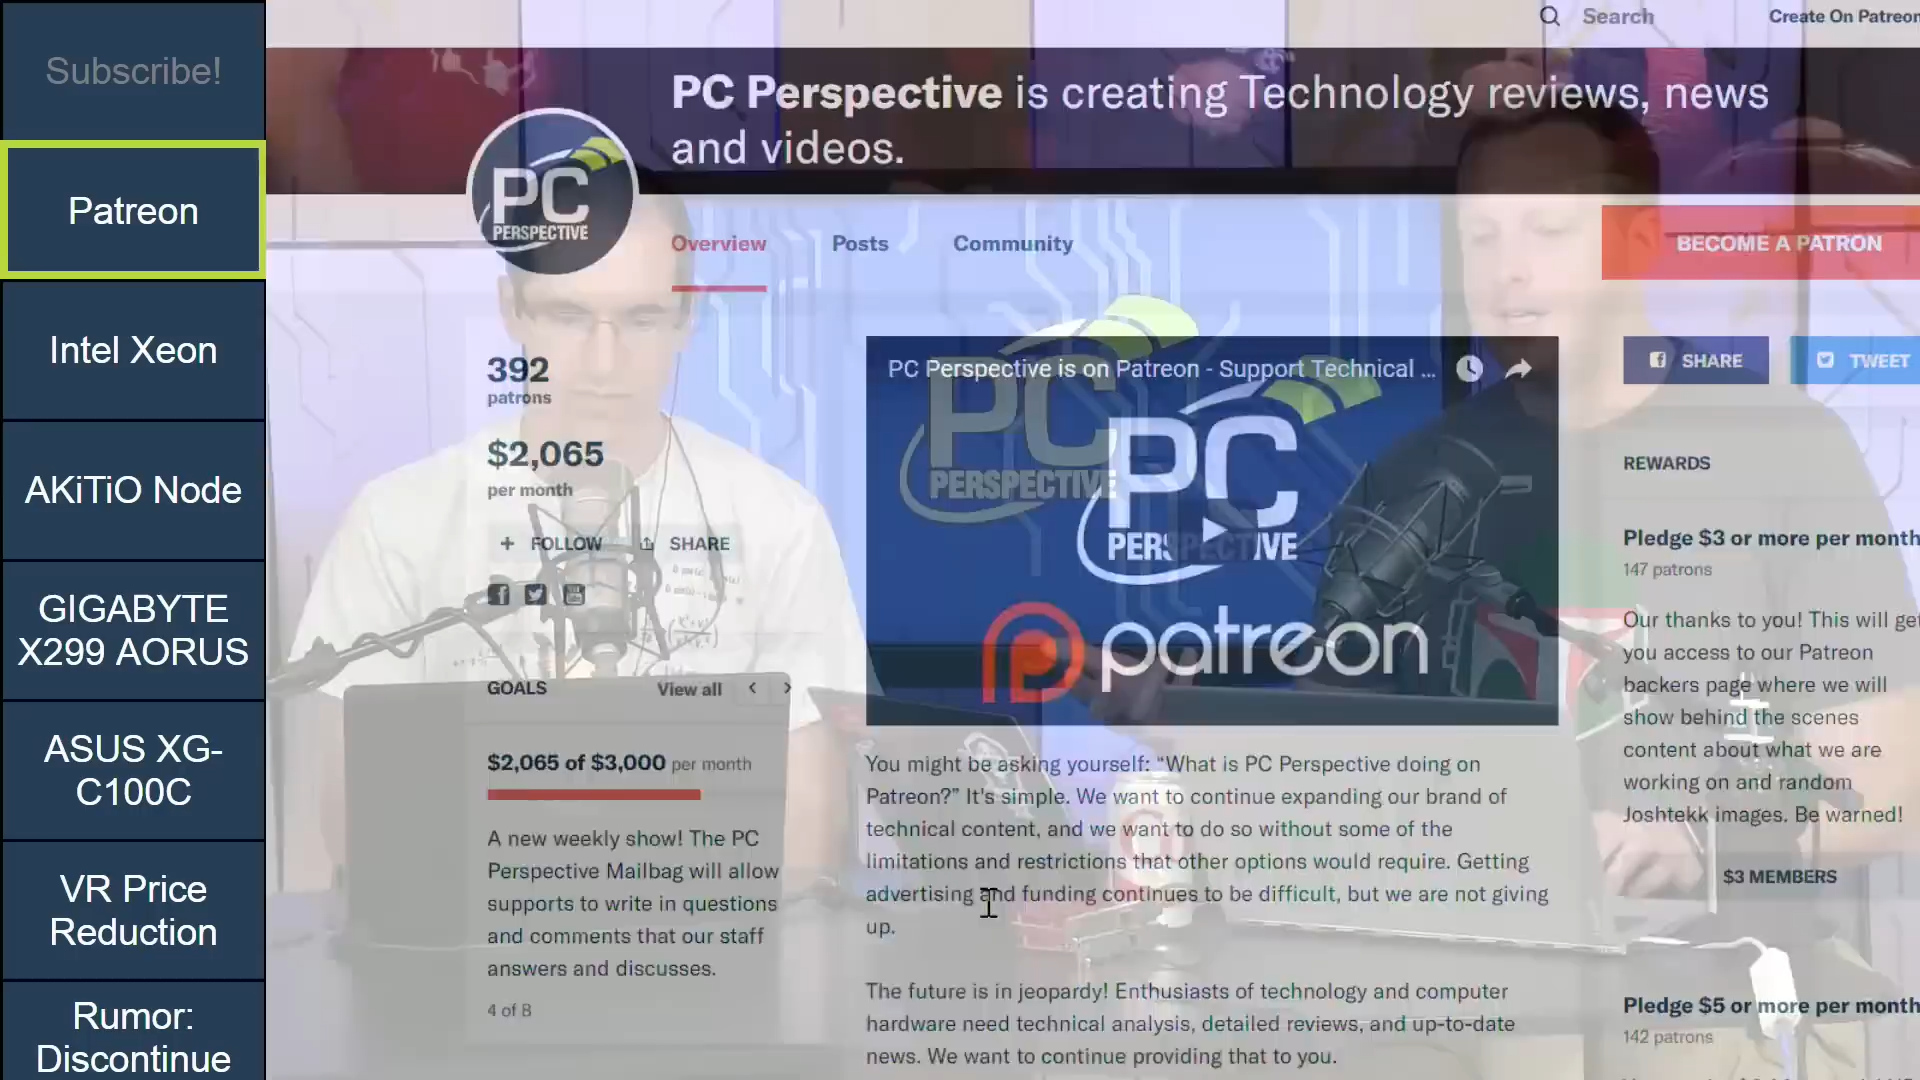 Subscribe!
Patreon
Intel Xeon
AKiTiO Node
GIGABYTE
X299 AORUS
ASUS XG-
C100C
VR Price
Reduction
Rumor:
Discontinue
Search
Create On Patreon
PC Perspective is creating Technology reviews, news
and videos.
PC
PERSPECTIVE
Overview
Posts
Community
BECOME A PATRON
392
patrons
$2,065
per month
FOLLOW
SHARE
GOALS
View all
$2,065 of $3,000 per month
A new weekly show! The PC
Perspective Mailbag will allow
supports to write in questions
and comments that our staff
answers and discusses.
4 of 8
PC Perspective is on Patreon - Support Technical ...
PC
PERSPECTIVE
PC
PERSPECTIVE
patreon
You might be asking yourself: “What is PC Perspective doing on
Patreon?” It's simple. We want to continue expanding our brand of
technical content, and we want to do so without some of the
limitations and restrictions that other options would require. Getting
advertising and funding continues to be difficult, but we are not giving
up.
The future is in jeopardy! Enthusiasts of technology and computer
hardware need technical analysis, detailed reviews, and up-to-date
news. We want to continue providing that to you.
SHARE
TWEET
REWARDS
Pledge $3 or more per month
147 patrons
Our thanks to you! This will get
you access to our Patreon
backers page where we will
show behind the scenes
content about what we are
working on and random
Joshtekk images. Be warned!
$3 MEMBERS
Pledge $5 or more per month
142 patrons